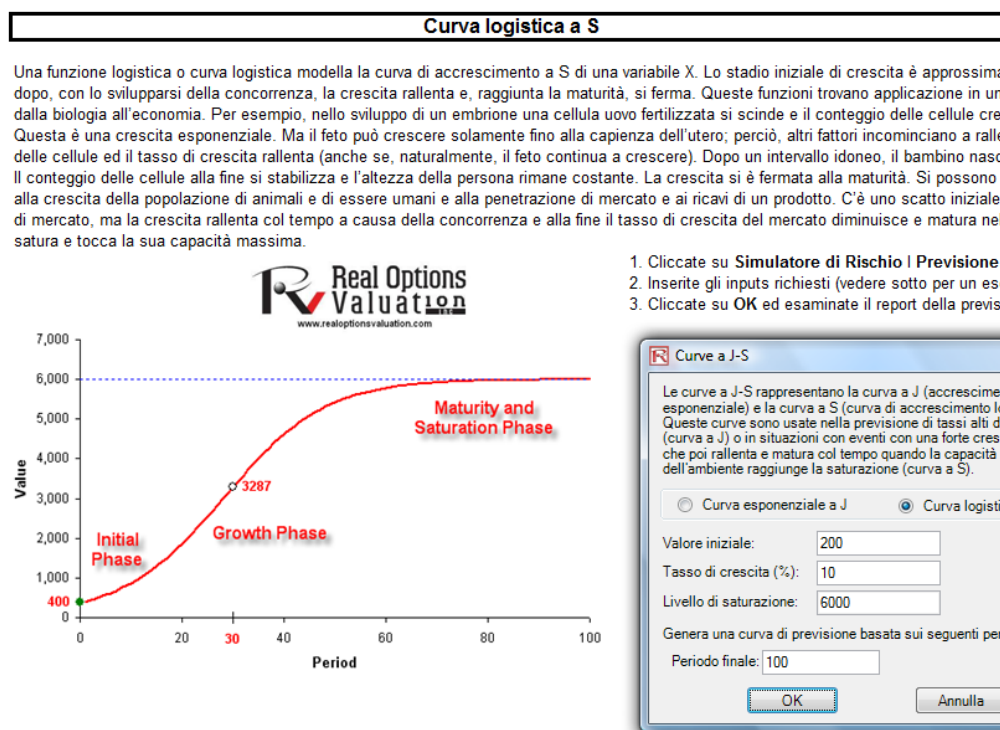 Curva logistica a S
Una funzione logistica o curva logistica modella la curva di accrescimento a S di una variabile X. Lo stadio iniziale di crescita è
dopo, con lo svilupparsi della concorrenza, la crescita rallenta e, raggiunta la maturità, si ferma. Queste funzioni trovano applicazione in
dalla biologia all'economia. Per esempio, nello sviluppo di un embrione una cellula uovo fertilizzata si scinde e il conteggio delle cellule
Questa è una crescita esponenziale. Ma il feto può crescere solamente fino alla capienza dell'utero; perciò, altri fattori incominciano a
delle cellule ed il tasso di crescita rallenta (anche se, naturalmente, il feto continua a crescere). Dopo un intervallo idoneo, il bambino
Il conteggio delle cellule alla fine si stabilizza e l'altezza della persona rimane costante. La crescita si è fermata alla maturità. Si possono
alla crescita della popolazione di animali e di essere umani e alla penetrazione di mercato e ai ricavi di un prodotto. C'è uno scatto iniziale
di mercato, ma la crescita rallenta col tempo a causa della concorrenza e alla fine il tasso di crescita del mercato diminuisce e matura
satura e tocca la sua capacità massima.
1. Cliccate su Simulatore di Rischio | Previsione
2. Inserite gli inputs richiesti (vedere sotto per un
3. Cliccate su OK ed esaminate il report della
Real Options
Valuation
INC
www.realoptionsvaluation.com
7,000
6,000
5,000
4,000
3,000
2,000
1,000
400
0
Value
Initial
Phase
3287
Growth Phase
Maturity and
Saturation Phase
0 20 30 40 60 80 100
Period
Curve a J-S
Le curve a J-S rappresentano la curva a J
esponenziale) e la curva a S (curva di accrescimento
Queste curve sono usate nella previsione di tassi alti
(curva a J) o in situazioni con eventi con una forte
che poi rallenta e matura col tempo quando la capacità
dell'ambiente raggiunge la saturazione (curva a S).
Curva esponenziale a J Curva
Valore iniziale: 200
Tasso di crescita (%): 10
Livello di saturazione: 6000
Genera una curva di previsione basata sui seguenti
Periodo finale: 100
OK Annulla